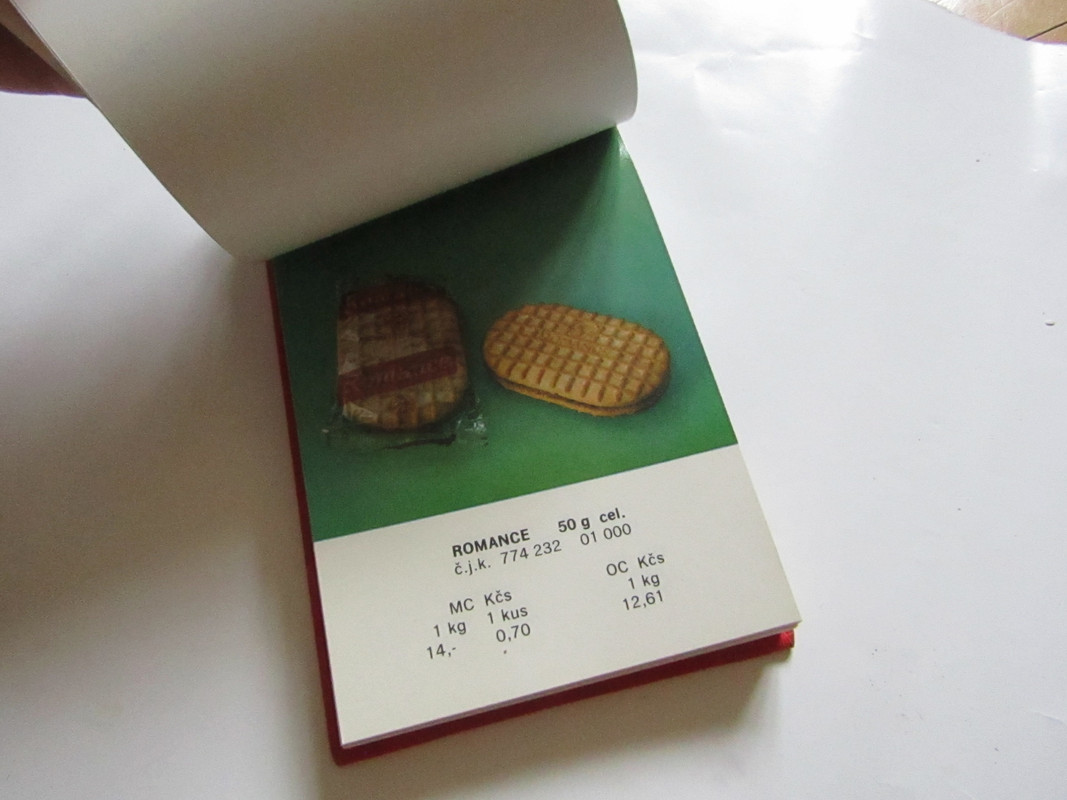 Romance
ROMANCE 50 g cel.
č.j.k. 774 232 01 000
MC Kčs OC Kčs
1 kg 1 kus 1 kg
14,- 0,70 12,61